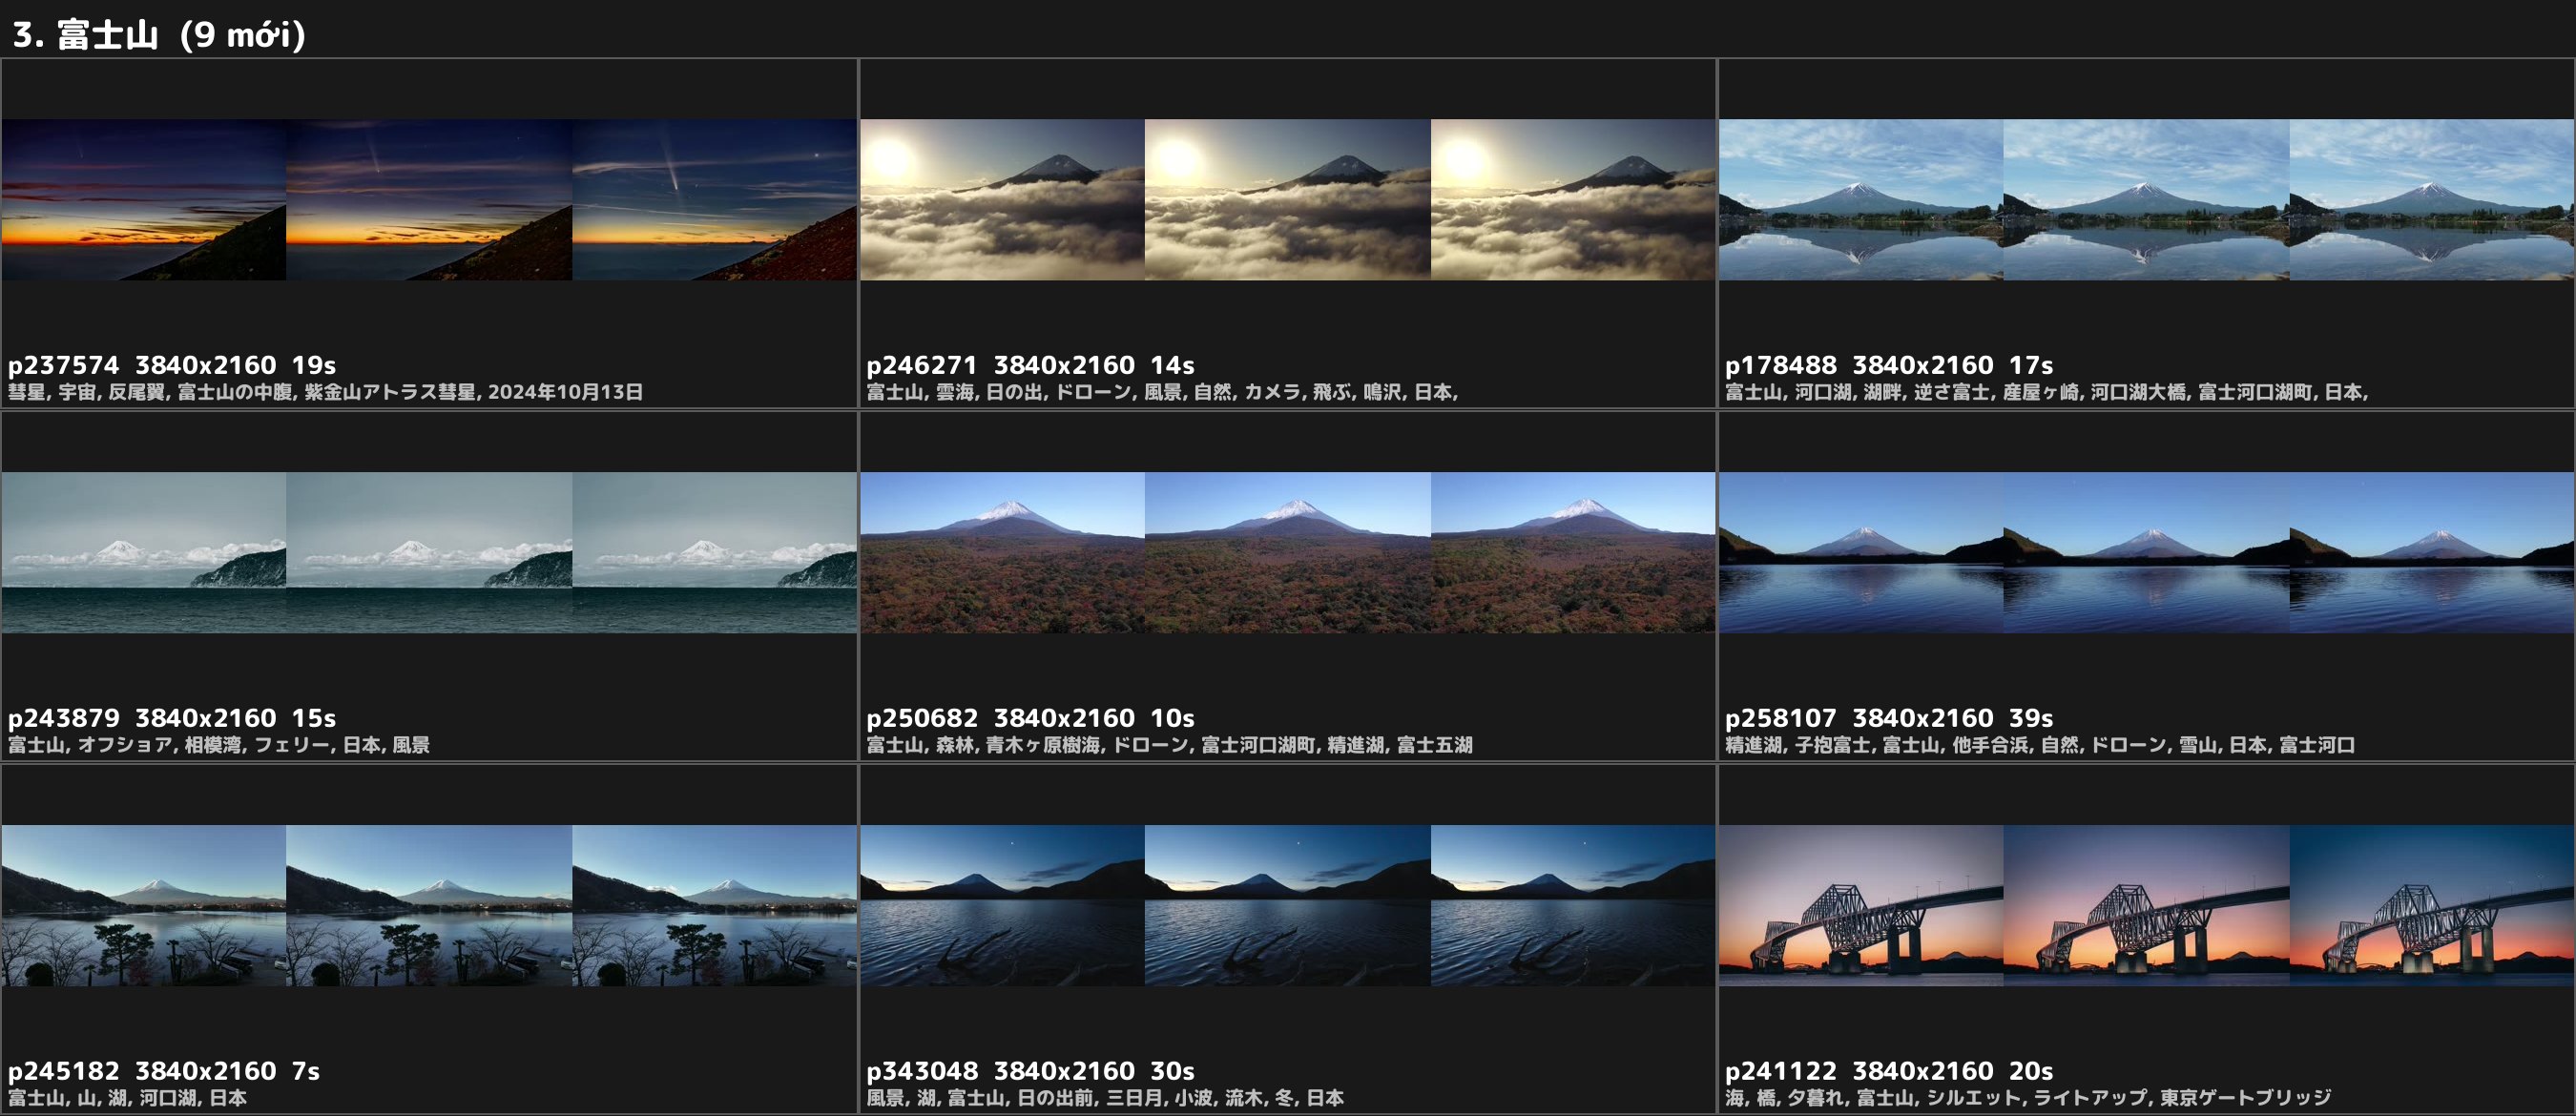 3. 富士山 (9 mới)
p237574 3840x2160 19s
彗星, 宇宙, 反尾翼, 富士山の中腹, 紫金山アトラス彗星, 2024年10月13日
p246271 3840x2160 14s
富士山, 雲海, 日の出, ドローン, 風景, 自然, カメラ, 飛ぶ, 鳴沢, 日本,
p178488 3840x2160 17s
富士山, 河口湖, 湖畔, 逆さ富士, 産屋ヶ崎, 河口湖大橋, 富士河口湖町, 日本,
p243879 3840x2160 15s
富士山, オフショア, 相模湾, フェリー, 日本, 風景
p250682 3840x2160 10s
富士山, 森林, 青木ヶ原樹海, ドローン, 富士河口湖町, 精進湖, 富士五湖
p258107 3840x2160 39s
精進湖, 子抱富士, 富士山, 他手合浜, 自然, ドローン, 雪山, 日本, 富士河口
p245182 3840x2160 7s
富士山, 山, 湖, 河口湖, 日本
p343048 3840x2160 30s
風景, 湖, 富士山, 日の出前, 三日月, 小波, 流木, 冬, 日本
p241122 3840x2160 20s
海, 橋, 夕暮れ, 富士山, シルエット, ライトアップ, 東京ゲートブリッジ